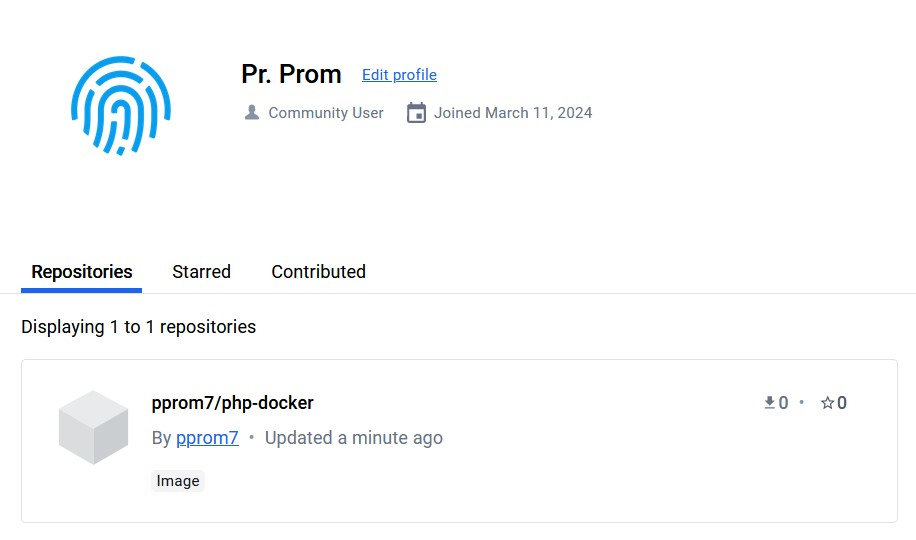 Pr. Prom Edit profile
Community User Joined March 11, 2024
Repositories Starred Contributed
Displaying 1 to 1 repositories
pprom7/php-docker 0 • 0
By pprom7 • Updated a minute ago
Image